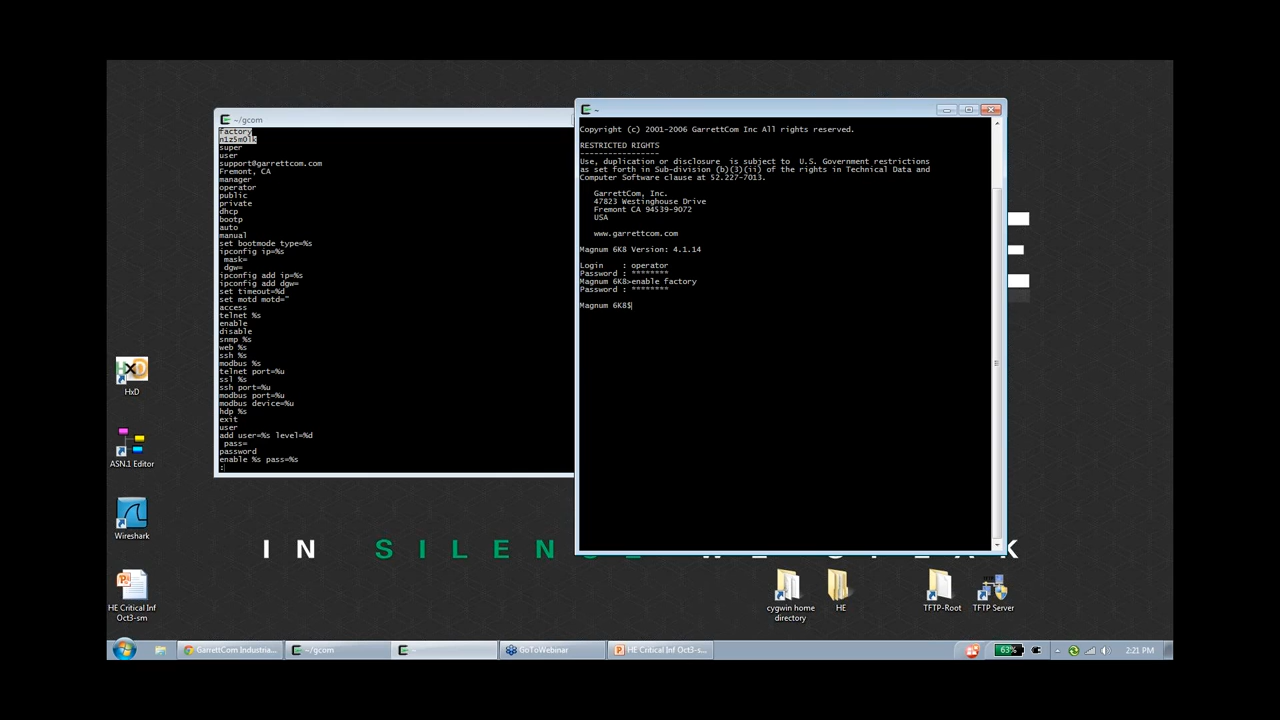 ~/gcom
factory
super
user
support@garrettcom.com
Fremont, CA
manager
operator
public
private
dhcp
bootp
auto
manual
set bootmode type=%s
ipconfig ip=%s
mask=
dgw=
ipconfig add ip=%s
ipconfig add dgw=
set timeout=%d
set motd motd="
access
telnet %s
enable
disable
snmp %s
web %s
ssh %s
modbus %s
telnet port=%u
ssl %s
ssh port=%u
modbus port=%u
modbus device=%u
hdp %s
exit
user
add user=%s level=%d
pass=
password
enable %s pass=%s
:
~
Copyright (c) 2001-2006 GarrettCom Inc All rights reserved.
RESTRICTED RIGHTS
-----------------
Use, duplication or disclosure is subject to U.S. Government restrictions
as set forth in Sub-division (b)(3)(ii) of the rights in Technical Data and
Computer Software clause at 52.227-7013.
GarrettCom, Inc.
47823 Westinghouse Drive
Fremont CA 94539-9072
USA
www.garrettcom.com
Magnum 6K8 Version: 4.1.14
Login : operator
Password : ********
Magnum 6K8>enable factory
Password : ********
Magnum 6K8$
HxD
ASN.1 Editor
Wireshark
IN SILEN K
HE Critical Inf
Oct3-sm
cygwin home
directory
HE
TFTP-Root
TFTP Server
GarrettCom Industria...
~/gcom
~
GoToWebinar
HE Critical Inf Oct3-s...
63%
2:21 PM